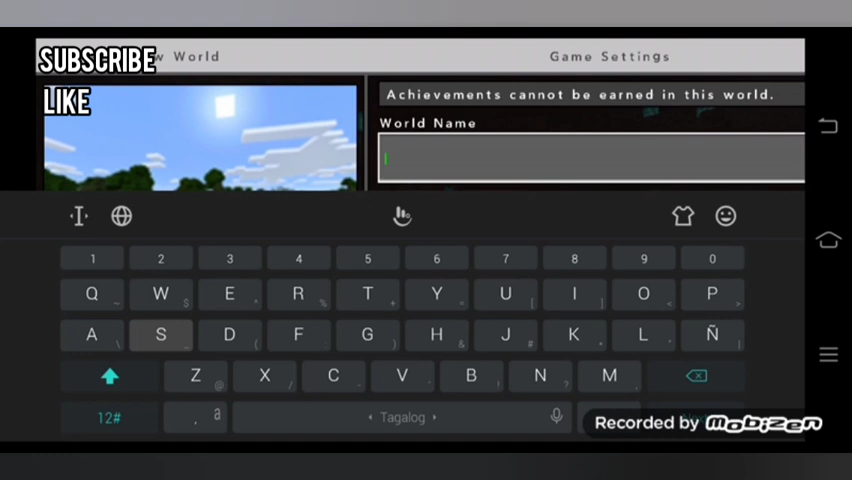 SUBSCRIBE
w World
Game Settings
LIKE
Achievements cannot be earned in this world.
World Name
1 2 3 4 5 6 7 8 9 0
Q ~ W $ E " R % T + Y = U [ I ] O < P >
A \ S _ D ( F - G ) H & J # K * L ' Ñ |
Z @ X / C V B ! N ? M ,
12# . a Tagalog
Recorded by Mobizen